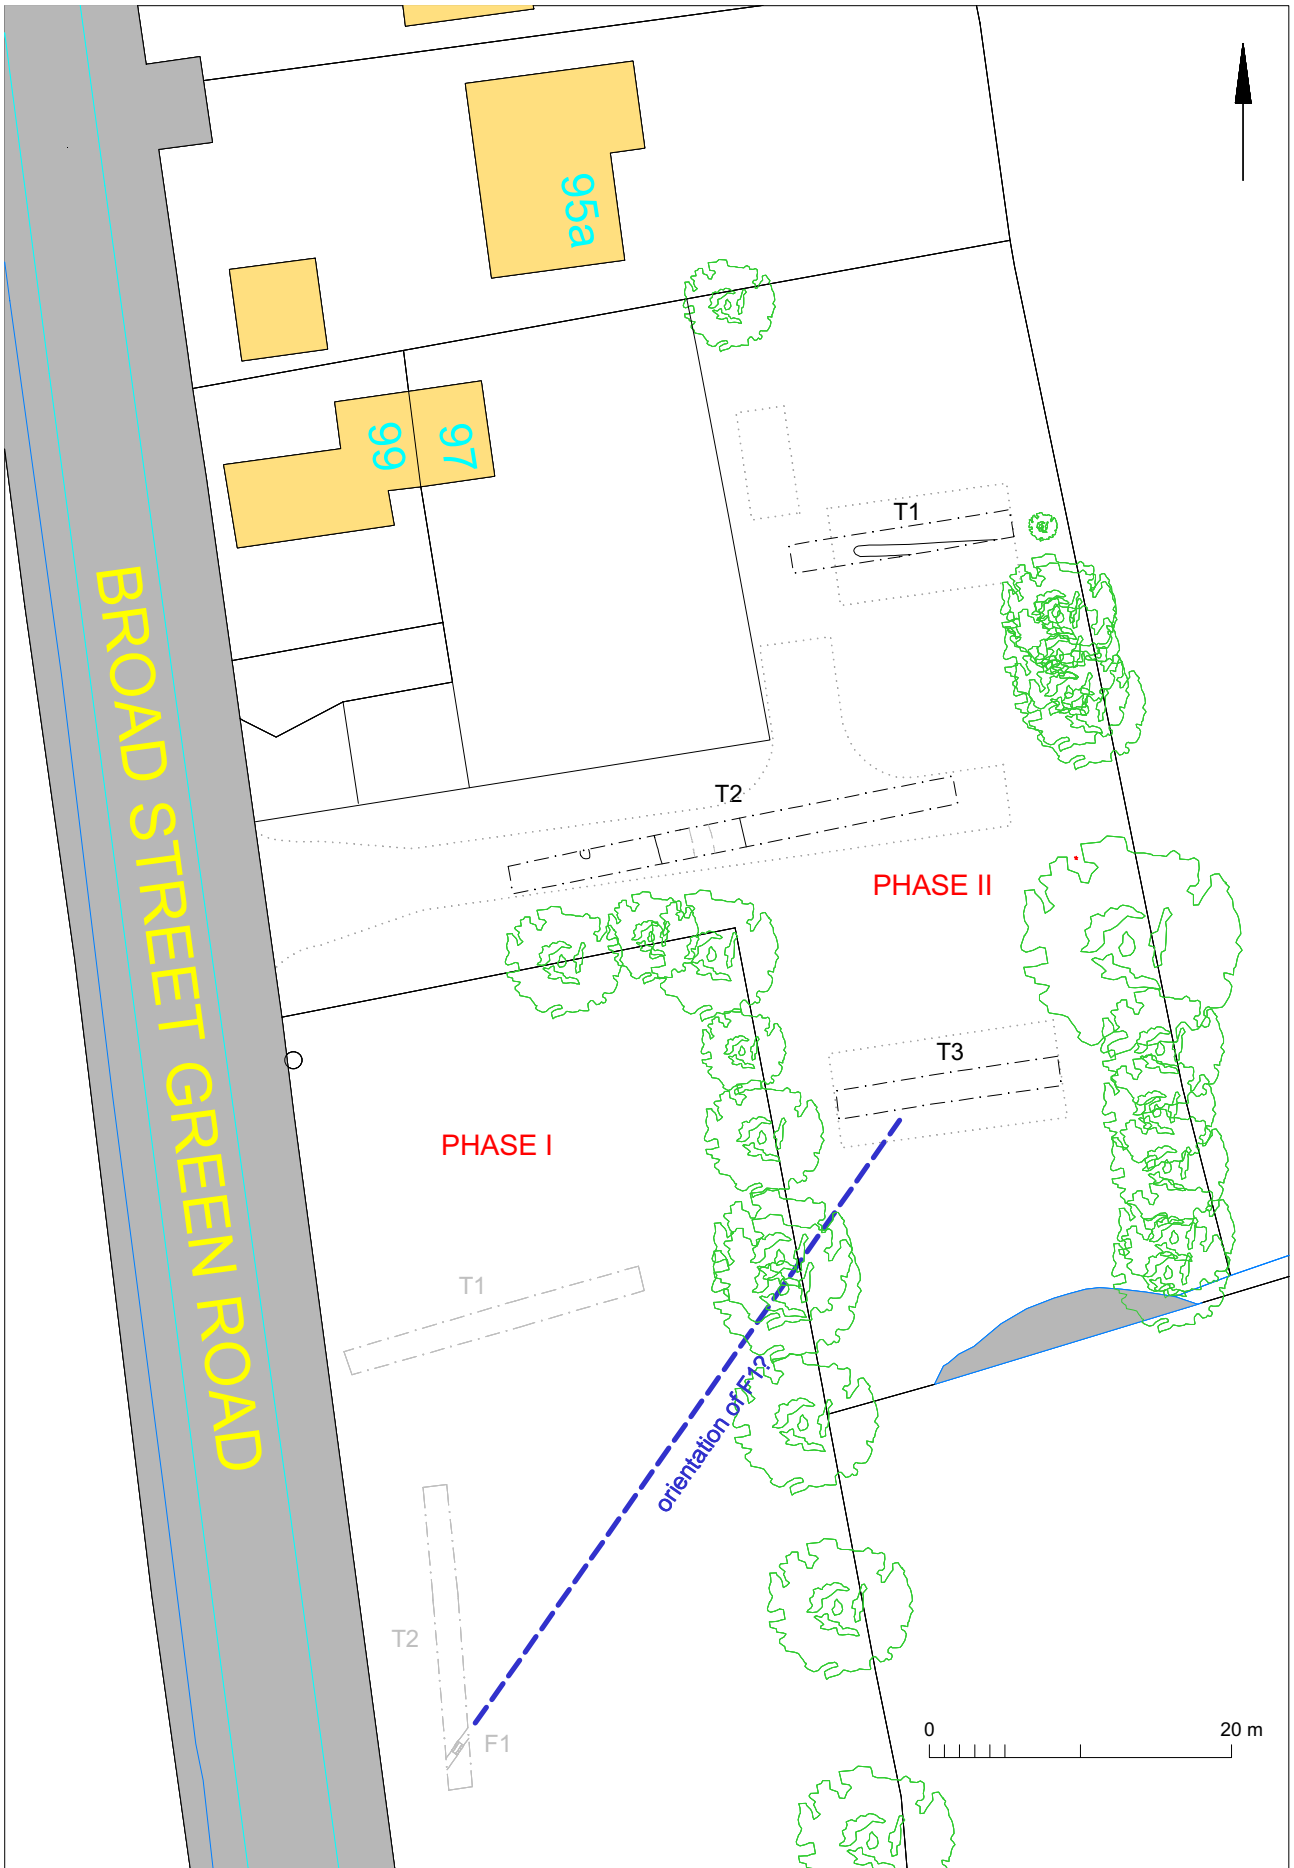 95a
99
97
T1
BROAD STREET GREEN ROAD
T2
PHASE II
T3
PHASE I
T1
orientation of F1?
T2
F1
0
20 m